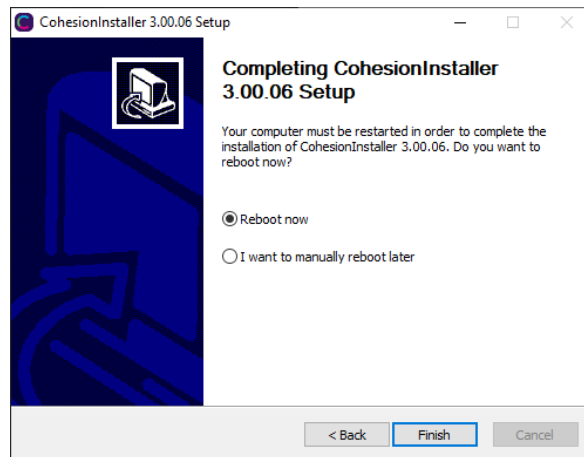 CohesionInstaller 3.00.06 Setup
Completing CohesionInstaller
3.00.06 Setup
Your computer must be restarted in order to complete the
installation of CohesionInstaller 3.00.06. Do you want to
reboot now?
Reboot now
I want to manually reboot later
< Back
Finish
Cancel